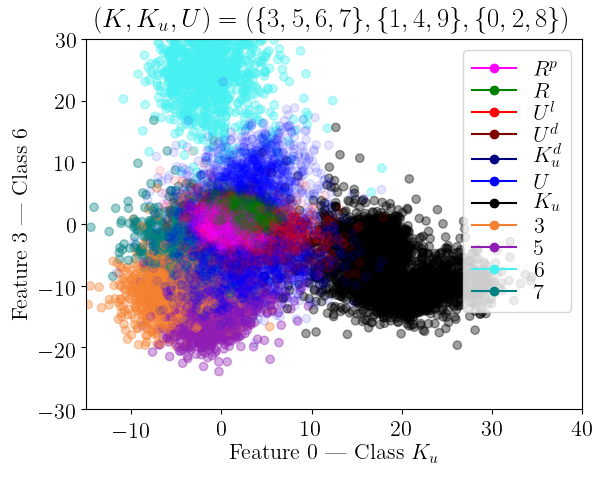 (K, K_u, U) = ({3, 5, 6, 7}, {1, 4, 9}, {0, 2, 8})
30
20
10
0
−10
−20
−30
Feature 3 — Class 6
R^p
R
U^l
U^d
K_u^d
U
K_u
3
5
6
7
−10
0
10
20
30
40
Feature 0 — Class K_u